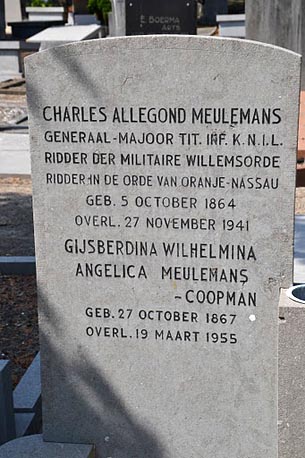 E. BOERMA
ARTS
CHARLES ALLEGOND MEULEMANS
GENERAAL-MAJOOR TIT. INF. K.N.I.L.
RIDDER DER MILITAIRE WILLEMSORDE
RIDDER IN DE ORDE VAN ORANJE-NASSAU
GEB. 5 OCTOBER 1864
OVERL. 27 NOVEMBER 1941
GIJSBERDINA WILHELMINA
ANGELICA MEULEMANS
-COOPMAN
GEB. 27 OCTOBER 1867
OVERL. 19 MAART 1955